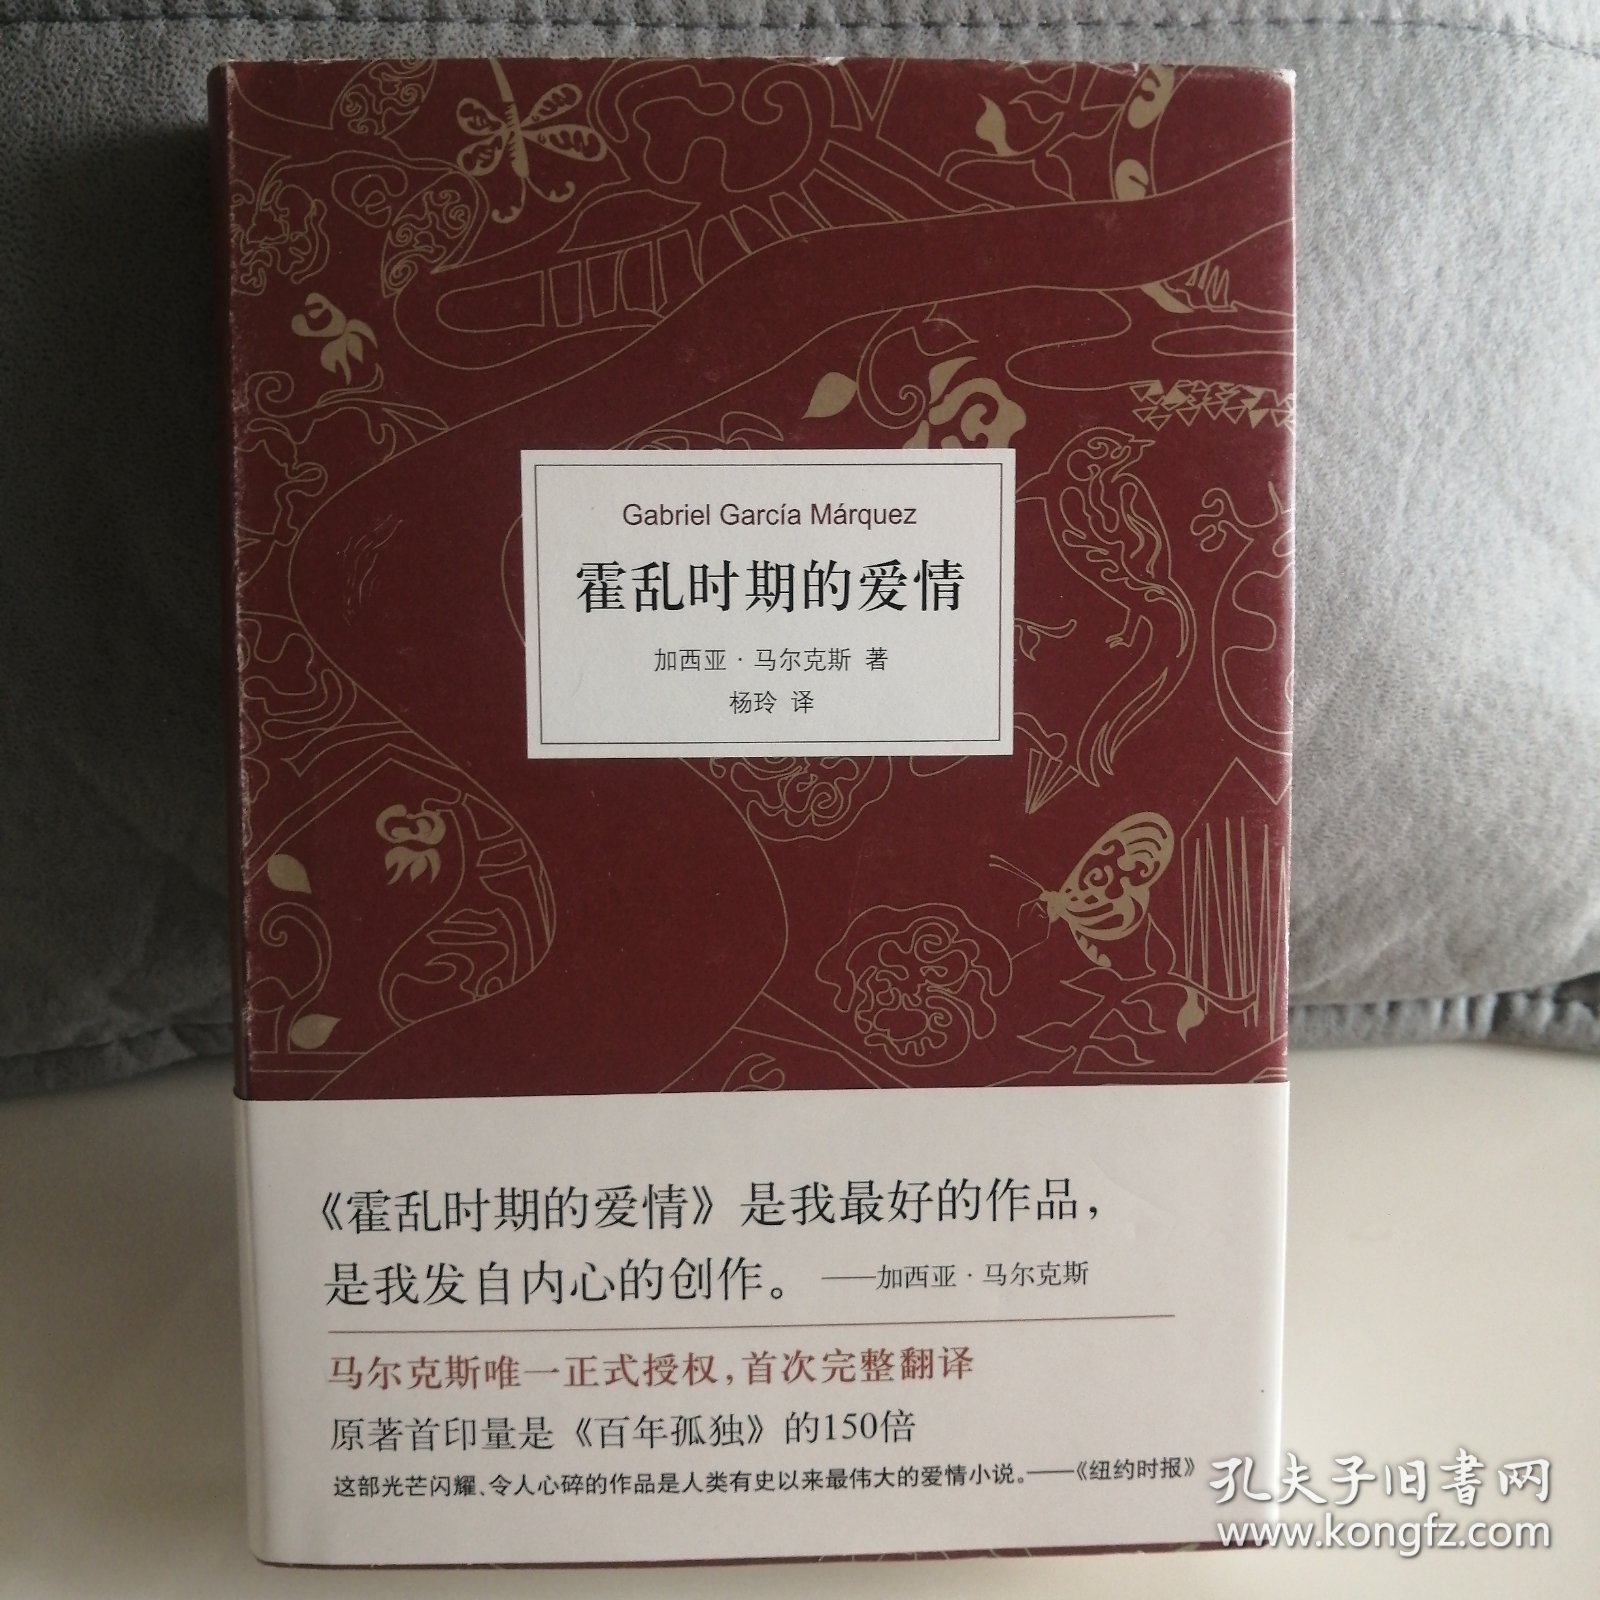 Gabriel García Márquez
霍乱时期的爱情
加西亚·马尔克斯 著
杨玲 译
《霍乱时期的爱情》是我最好的作品，
是我发自内心的创作。 ——加西亚·马尔克斯
马尔克斯唯一正式授权，首次完整翻译
原著首印量是《百年孤独》的150倍
这部光芒闪耀、令人心碎的作品是人类有史以来最伟大的爱情小说。——《纽约时报》
孔夫子旧书网
www.kongfz.com